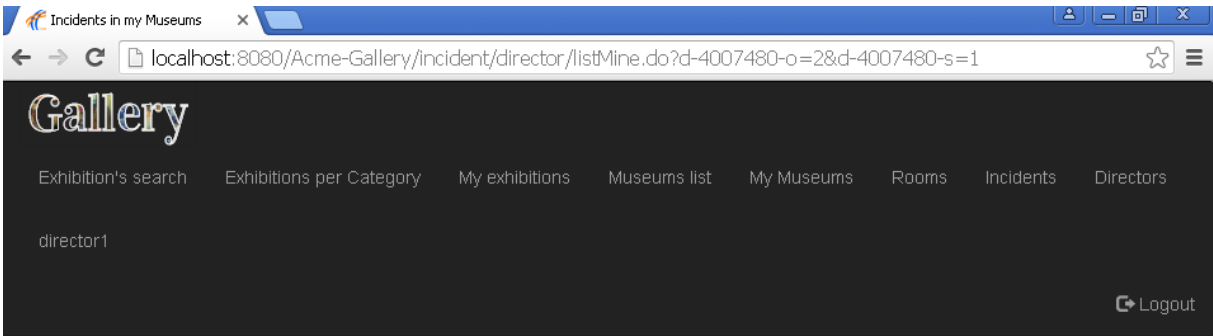 Incidents in my Museums
localhost:8080/Acme-Gallery/incident/director/listMine.do?d-4007480-o=2&d-4007480-s=1
Gallery
Exhibition's search Exhibitions per Category My exhibitions Museums list My Museums Rooms Incidents Directors
director1
Logout